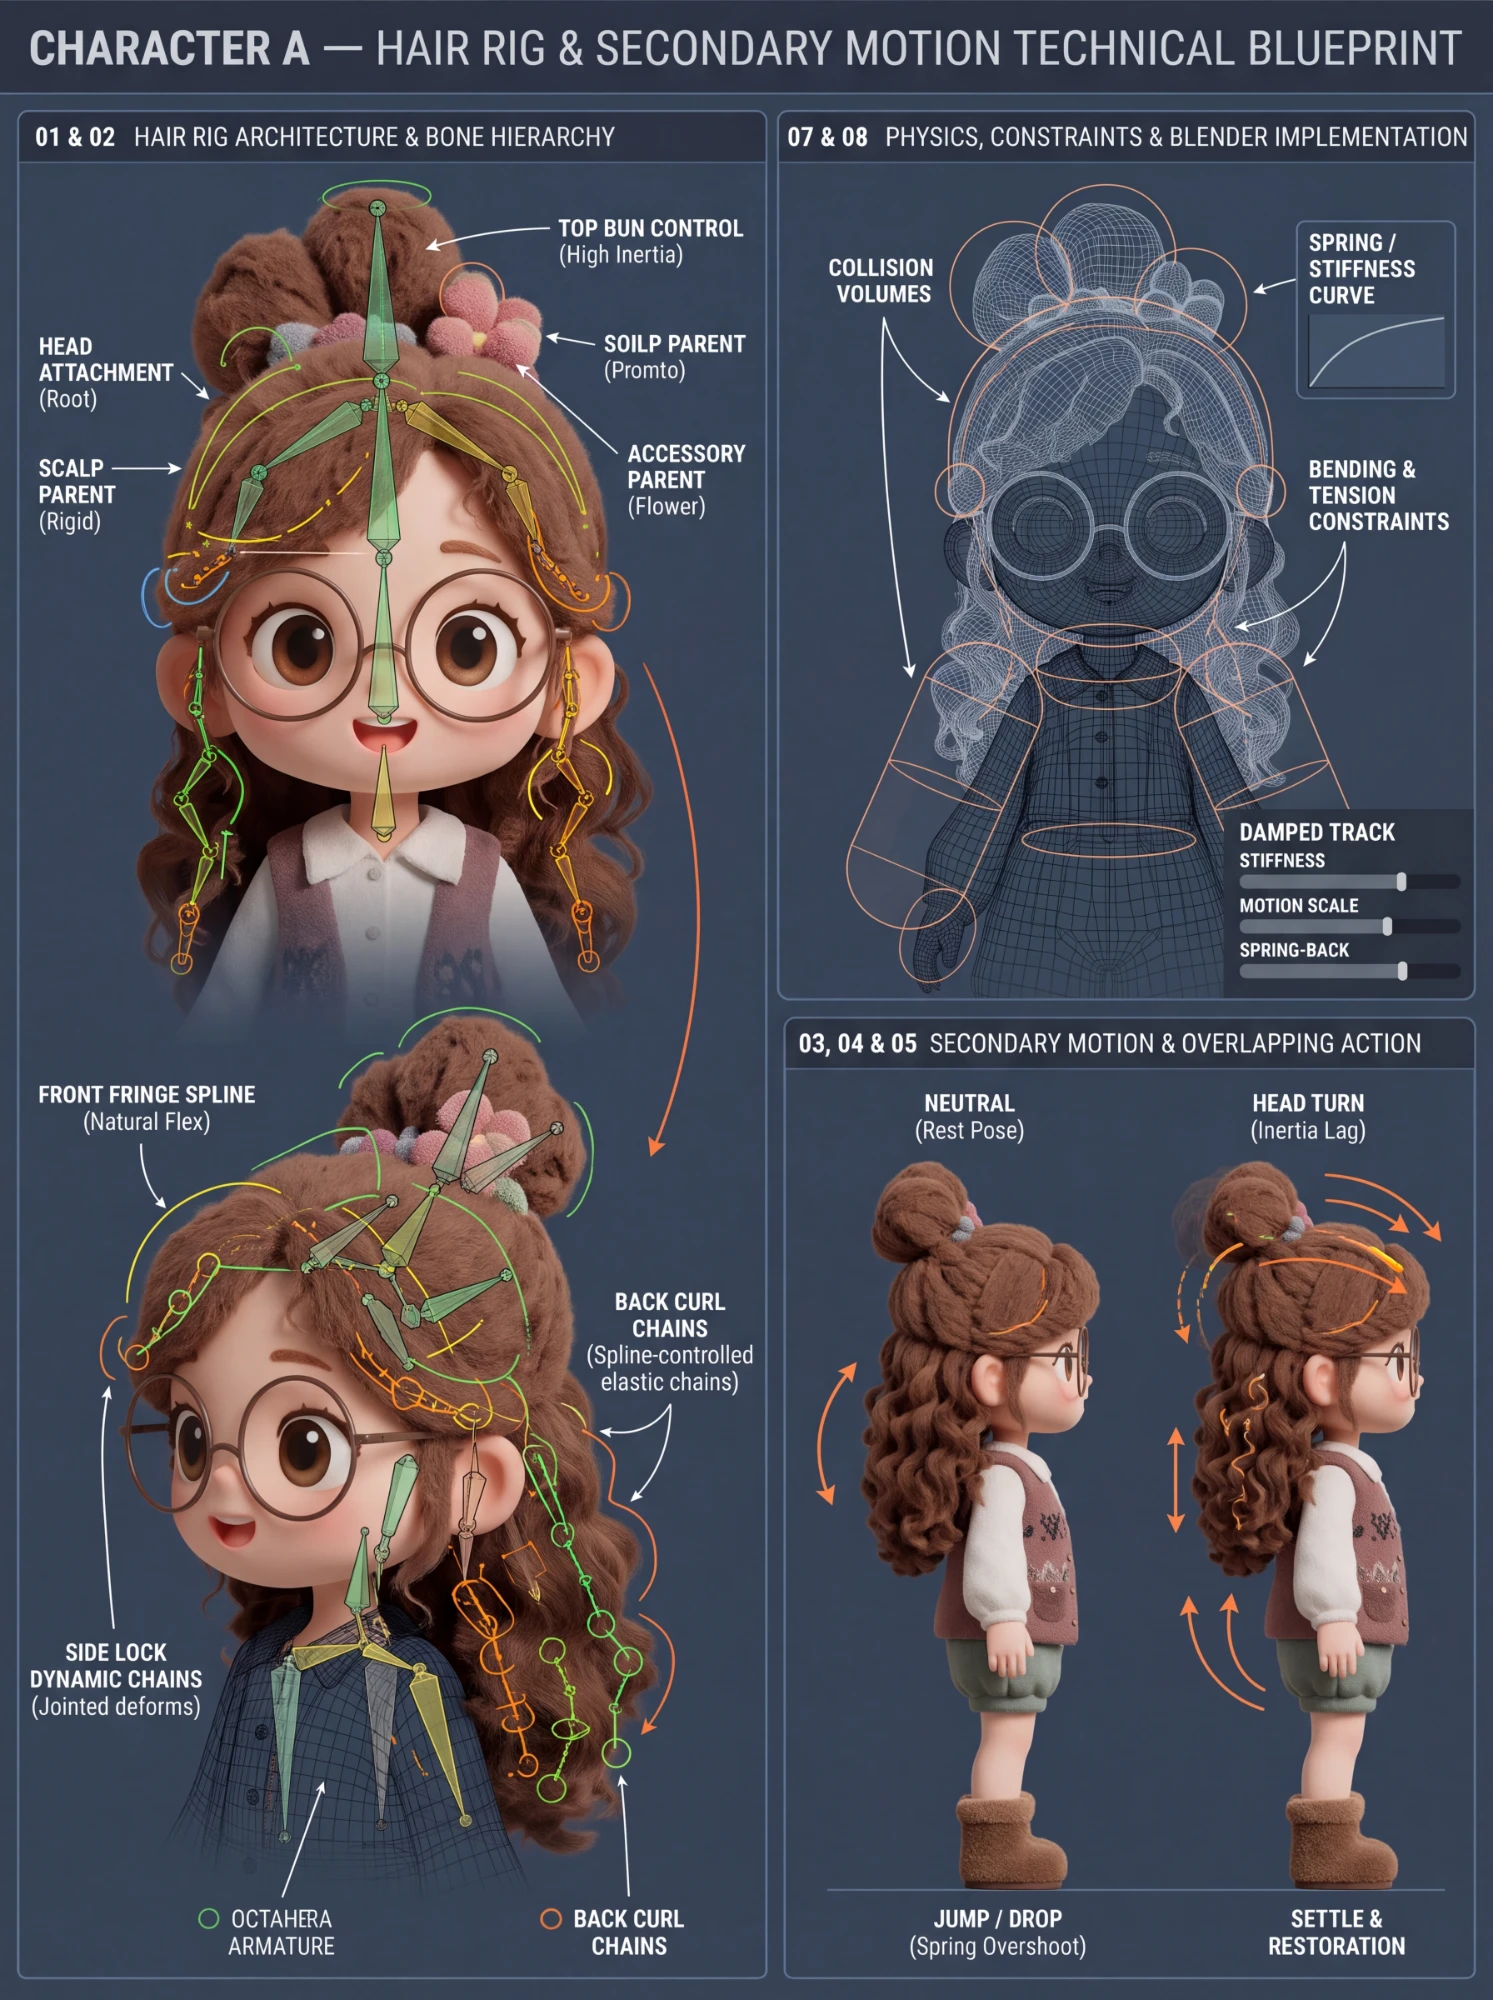 CHARACTER A — HAIR RIG & SECONDARY MOTION TECHNICAL BLUEPRINT
01 & 02 HAIR RIG ARCHITECTURE & BONE HIERARCHY
TOP BUN CONTROL
(High Inertia)
HEAD
ATTACHMENT
(Root)
SOILP PARENT
(Promto)
SCALP
PARENT
(Rigid)
ACCESSORY
PARENT
(Flower)
FRONT FRINGE SPLINE
(Natural Flex)
BACK CURL
CHAINS
(Spline-controlled
elastic chains)
SIDE LOCK
DYNAMIC CHAINS
(Jointed deforms)
OCTAHERA
ARMATURE
BACK CURL
CHAINS
07 & 08 PHYSICS, CONSTRAINTS & BLENDER IMPLEMENTATION
COLLISION
VOLUMES
SPRING /
STIFFNESS
CURVE
BENDING &
TENSION
CONSTRAINTS
DAMPED TRACK
STIFFNESS
MOTION SCALE
SPRING-BACK
03, 04 & 05 SECONDARY MOTION & OVERLAPPING ACTION
NEUTRAL
(Rest Pose)
HEAD TURN
(Inertia Lag)
JUMP / DROP
(Spring Overshoot)
SETTLE &
RESTORATION